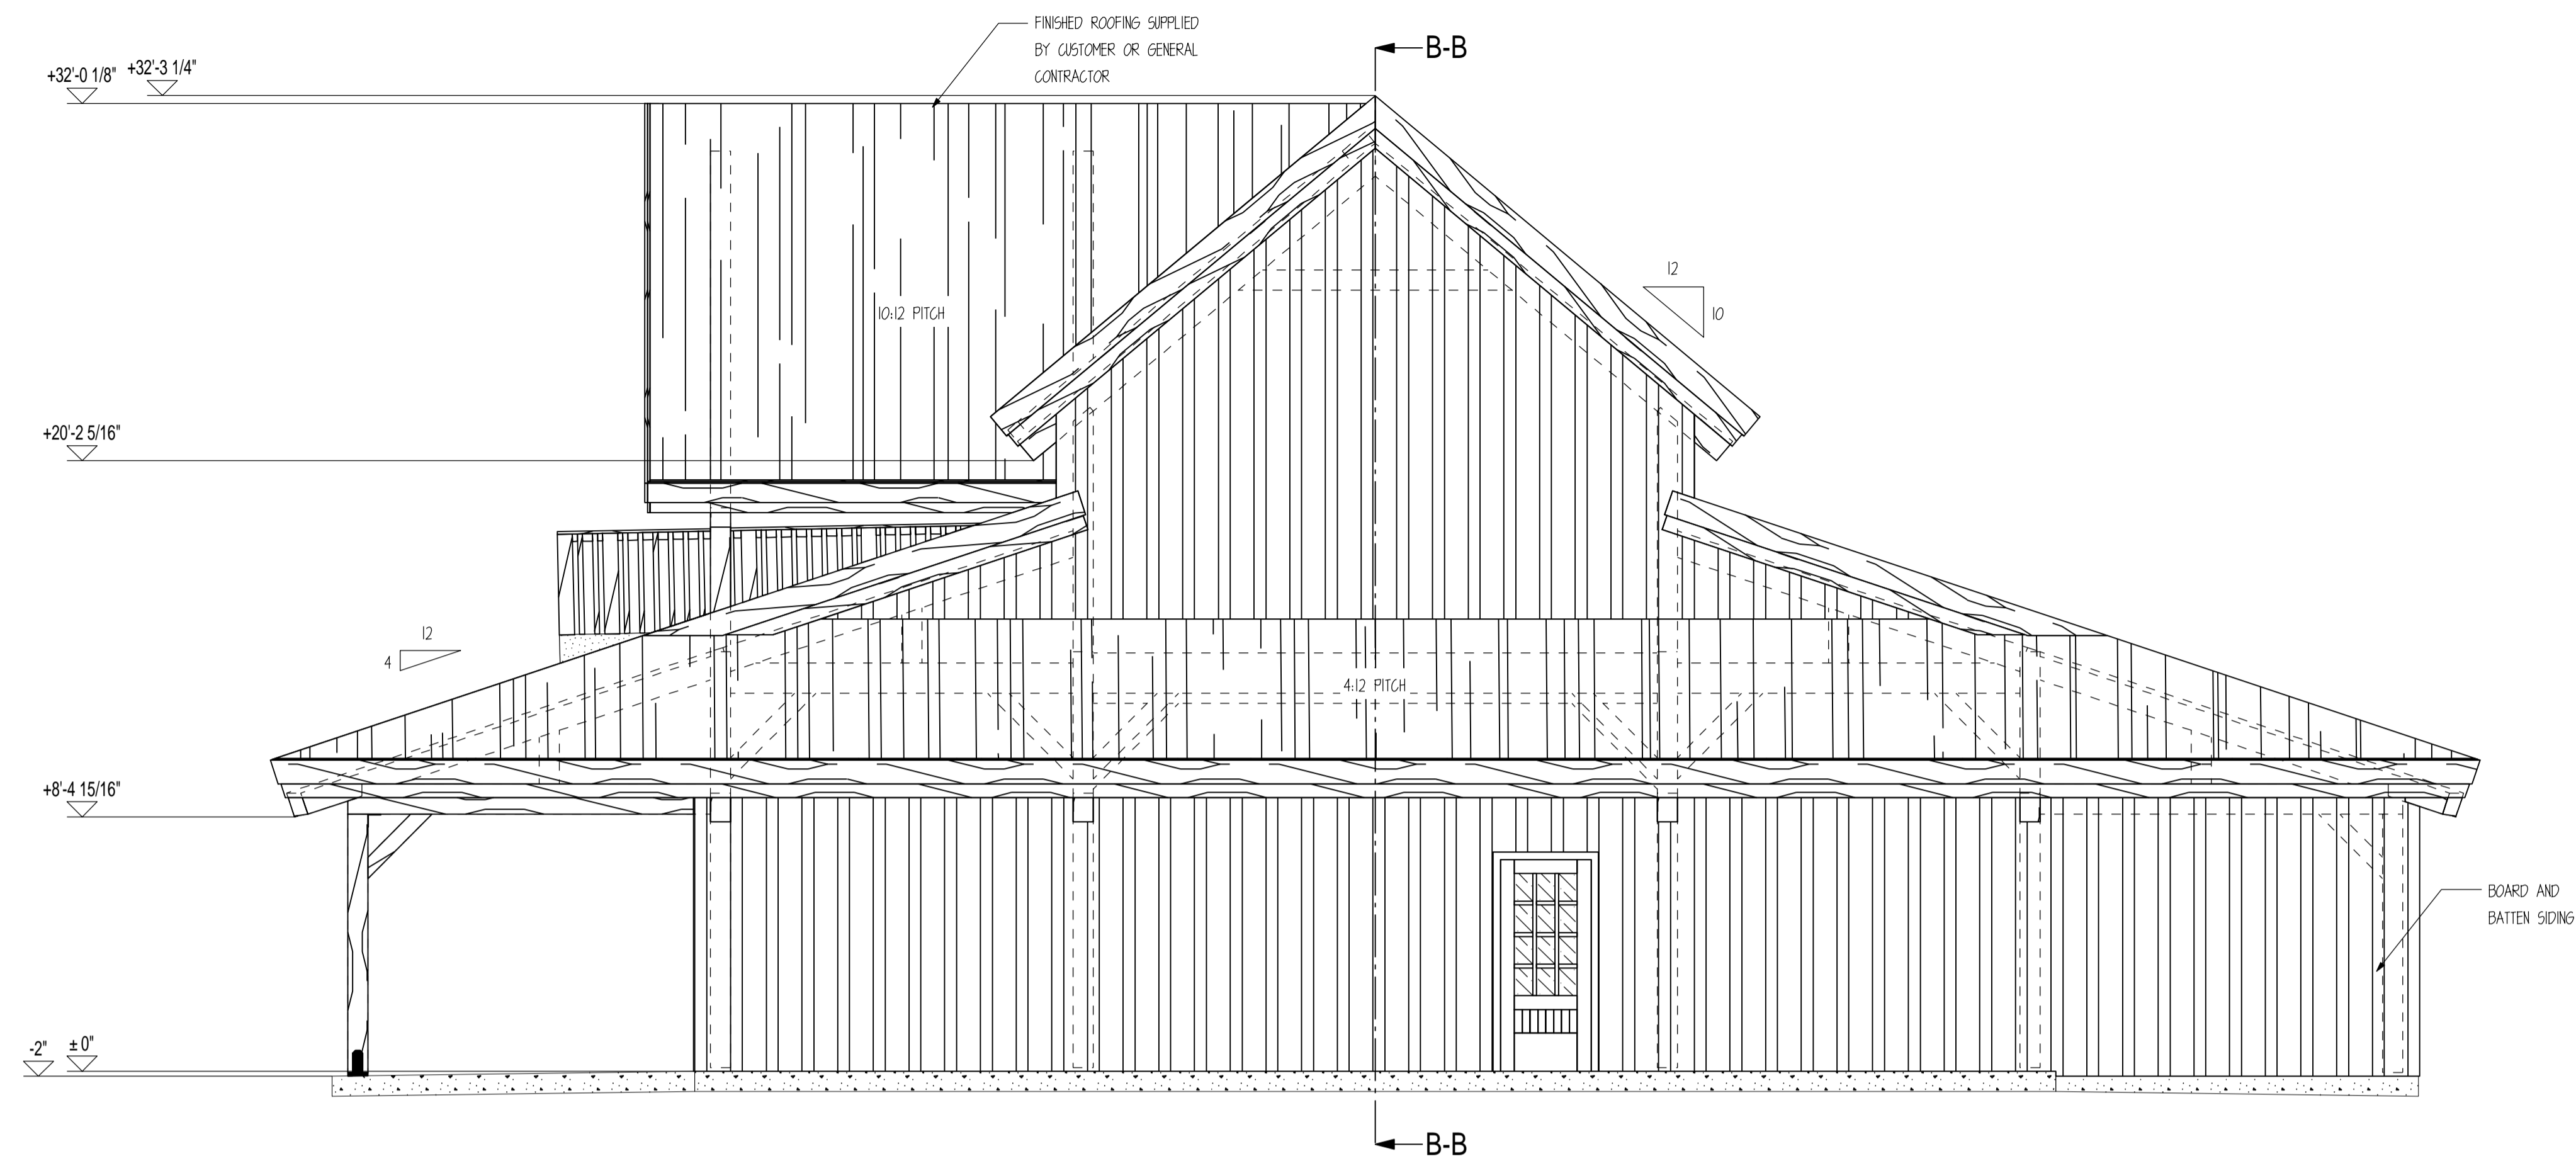 FINISHED ROOFING SUPPLIED
BY CUSTOMER OR GENERAL
CONTRACTOR
B-B
+32'-0 1/8"
+32'-3 1/4"
12
10
10:12 PITCH
+20'-2 5/16"
12
4
4:12 PITCH
+8'-4 15/16"
BOARD AND
BATTEN SIDING
-2"
± 0"
B-B